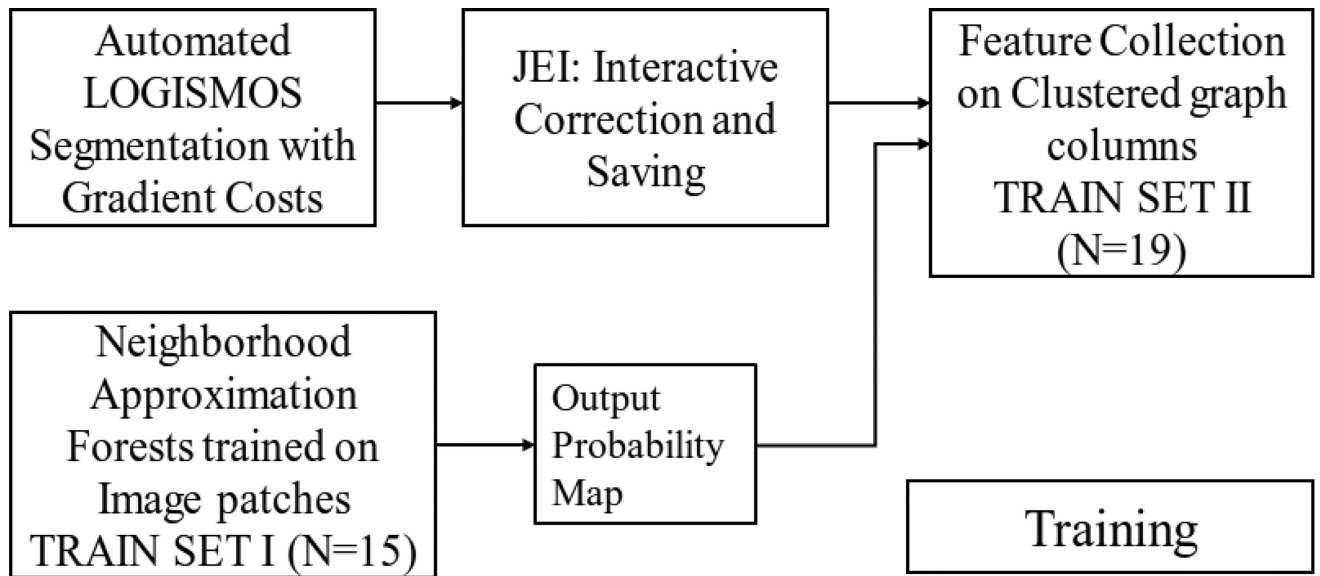 Automated
LOGISMOS
Segmentation with
Gradient Costs
JEI: Interactive
Correction and
Saving
Feature Collection
on Clustered graph
columns
TRAIN SET II
(N=19)
Neighborhood
Approximation
Forests trained on
Image patches
TRAIN SET I (N=15)
Output
Probability
Map
Training